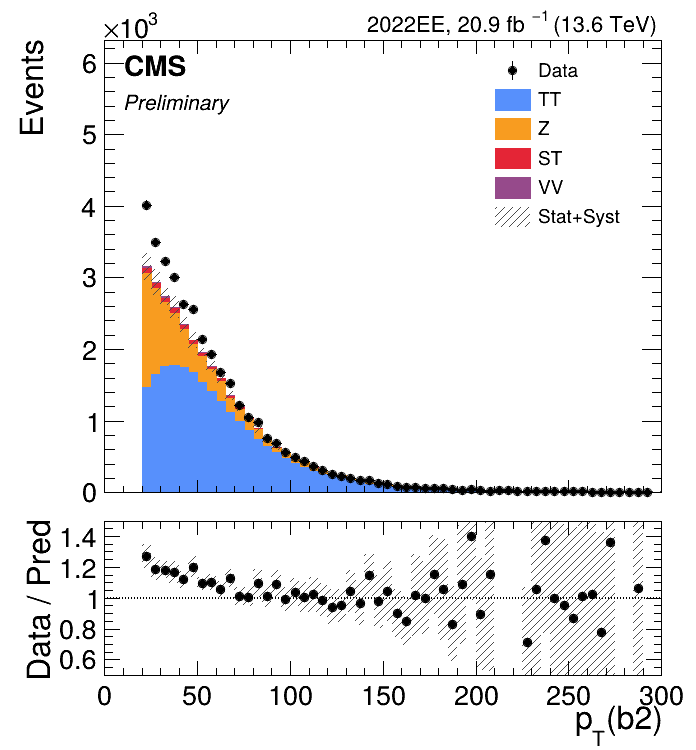 ×10³
2022EE, 20.9 fb ⁻¹ (13.6 TeV)
Events
CMS
Preliminary
Data
TT
Z
ST
VV
Stat+Syst
6
5
4
3
2
1
0
Data / Pred
1.4
1.2
1
0.8
0.6
0 50 100 150 200 250 300
p_T(b2)